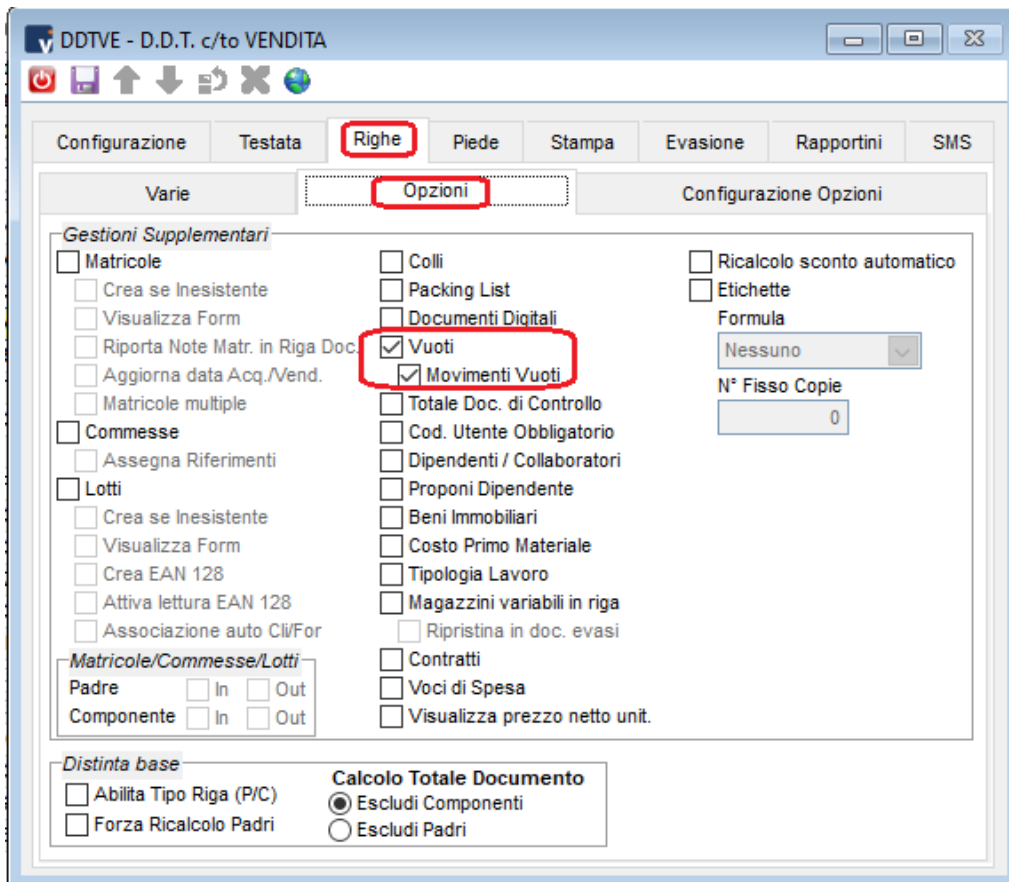 DDTVE - D.D.T. c/to VENDITA
Configurazione Testata Righe Piede Stampa Evasione Rapportini SMS
Varie Opzioni Configurazione Opzioni
Gestioni Supplementari
Matricole Colli Ricalcolo sconto automatico
Crea se Inesistente Packing List Etichette
Visualizza Form Documenti Digitali Formula
Riporta Note Matr. in Riga Doc. Vuoti Nessuno
Aggiorna data Acq./Vend. Movimenti Vuoti N° Fisso Copie
Matricole multiple Totale Doc. di Controllo 0
Commesse Cod. Utente Obbligatorio
Assegna Riferimenti Dipendenti / Collaboratori
Lotti Proponi Dipendente
Crea se Inesistente Beni Immobiliari
Visualizza Form Costo Primo Materiale
Crea EAN 128 Tipologia Lavoro
Attiva lettura EAN 128 Magazzini variabili in riga
Associazione auto Cli/For Ripristina in doc. evasi
Matricole/Commesse/Lotti Contratti
Padre In Out Voci di Spesa
Componente In Out Visualizza prezzo netto unit.
Distinta base Calcolo Totale Documento
Abilita Tipo Riga (P/C) Escludi Componenti
Forza Ricalcolo Padri Escludi Padri